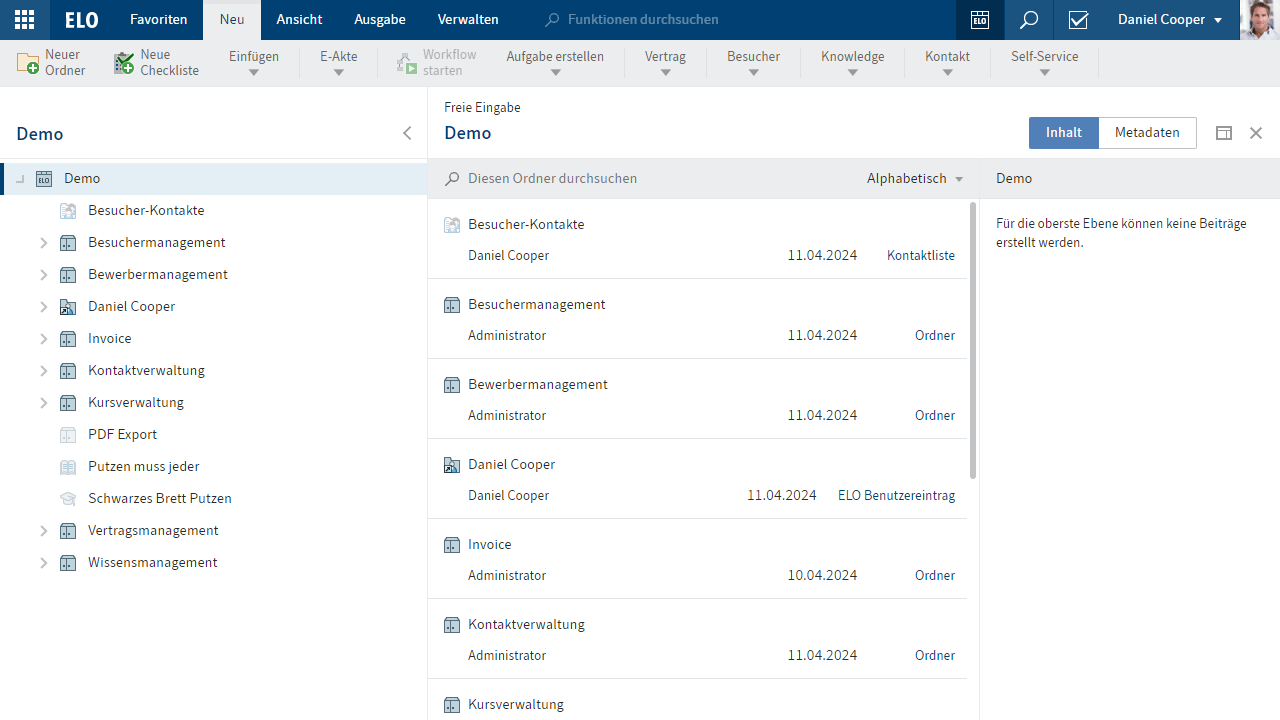 ELO Favoriten Neu Ansicht Ausgabe Verwalten Funktionen durchsuchen ELO Daniel Cooper
Neuer Ordner
Neue Checkliste
Einfügen
E-Akte
Workflow starten
Aufgabe erstellen
Vertrag
Besucher
Knowledge
Kontakt
Self-Service
Demo
ELO Demo
Besucher-Kontakte
Besuchermanagement
Bewerbermanagement
Daniel Cooper
Invoice
Kontaktverwaltung
Kursverwaltung
PDF Export
Putzen muss jeder
Schwarzes Brett Putzen
Vertragsmanagement
Wissensmanagement
Freie Eingabe
Demo
Inhalt Metadaten
Diesen Ordner durchsuchen Alphabetisch
Besucher-Kontakte
Daniel Cooper 11.04.2024 Kontaktliste
Besuchermanagement
Administrator 11.04.2024 Ordner
Bewerbermanagement
Administrator 11.04.2024 Ordner
Daniel Cooper
Daniel Cooper 11.04.2024 ELO Benutzereintrag
Invoice
Administrator 10.04.2024 Ordner
Kontaktverwaltung
Administrator 11.04.2024 Ordner
Kursverwaltung
Demo
Für die oberste Ebene können keine Beiträge
erstellt werden.